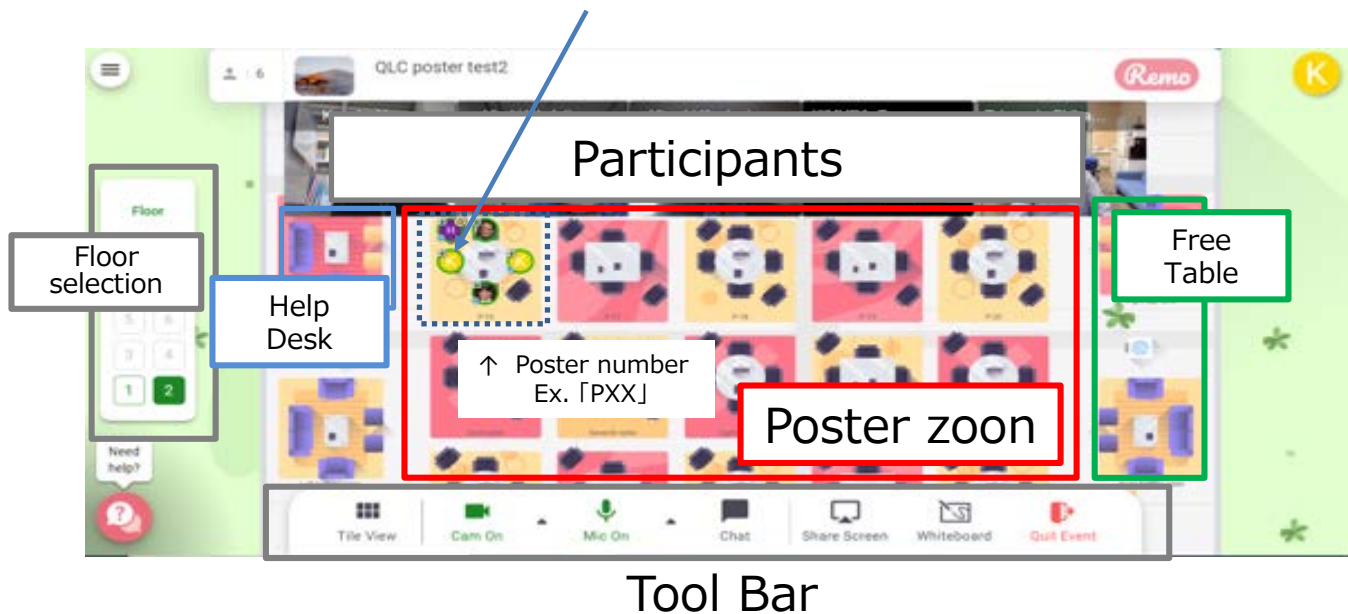 : 6
QLC poster test2
Remo
K
Participants
Floor
Floor
selection
Help
Desk
Free
Table
5 6
3 4
1 2
↑ Poster number
Ex.「PXX」
Poster zoon
Need
help?
Tile View
Cam On
Mic On
Chat
Share Screen
Whiteboard
Quit Event
Tool Bar